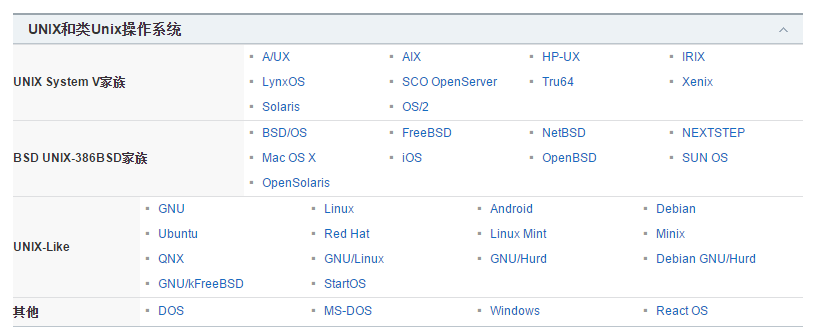 UNIX和类Unix操作系统
UNIX System V家族
A/UX AIX HP-UX IRIX
LynxOS SCO OpenServer Tru64 Xenix
Solaris OS/2
BSD UNIX-386BSD家族
BSD/OS FreeBSD NetBSD NEXTSTEP
Mac OS X iOS OpenBSD SUN OS
OpenSolaris
UNIX-Like
GNU Linux Android Debian
Ubuntu Red Hat Linux Mint Minix
QNX GNU/Linux GNU/Hurd Debian GNU/Hurd
GNU/kFreeBSD StartOS
其他
DOS MS-DOS Windows React OS